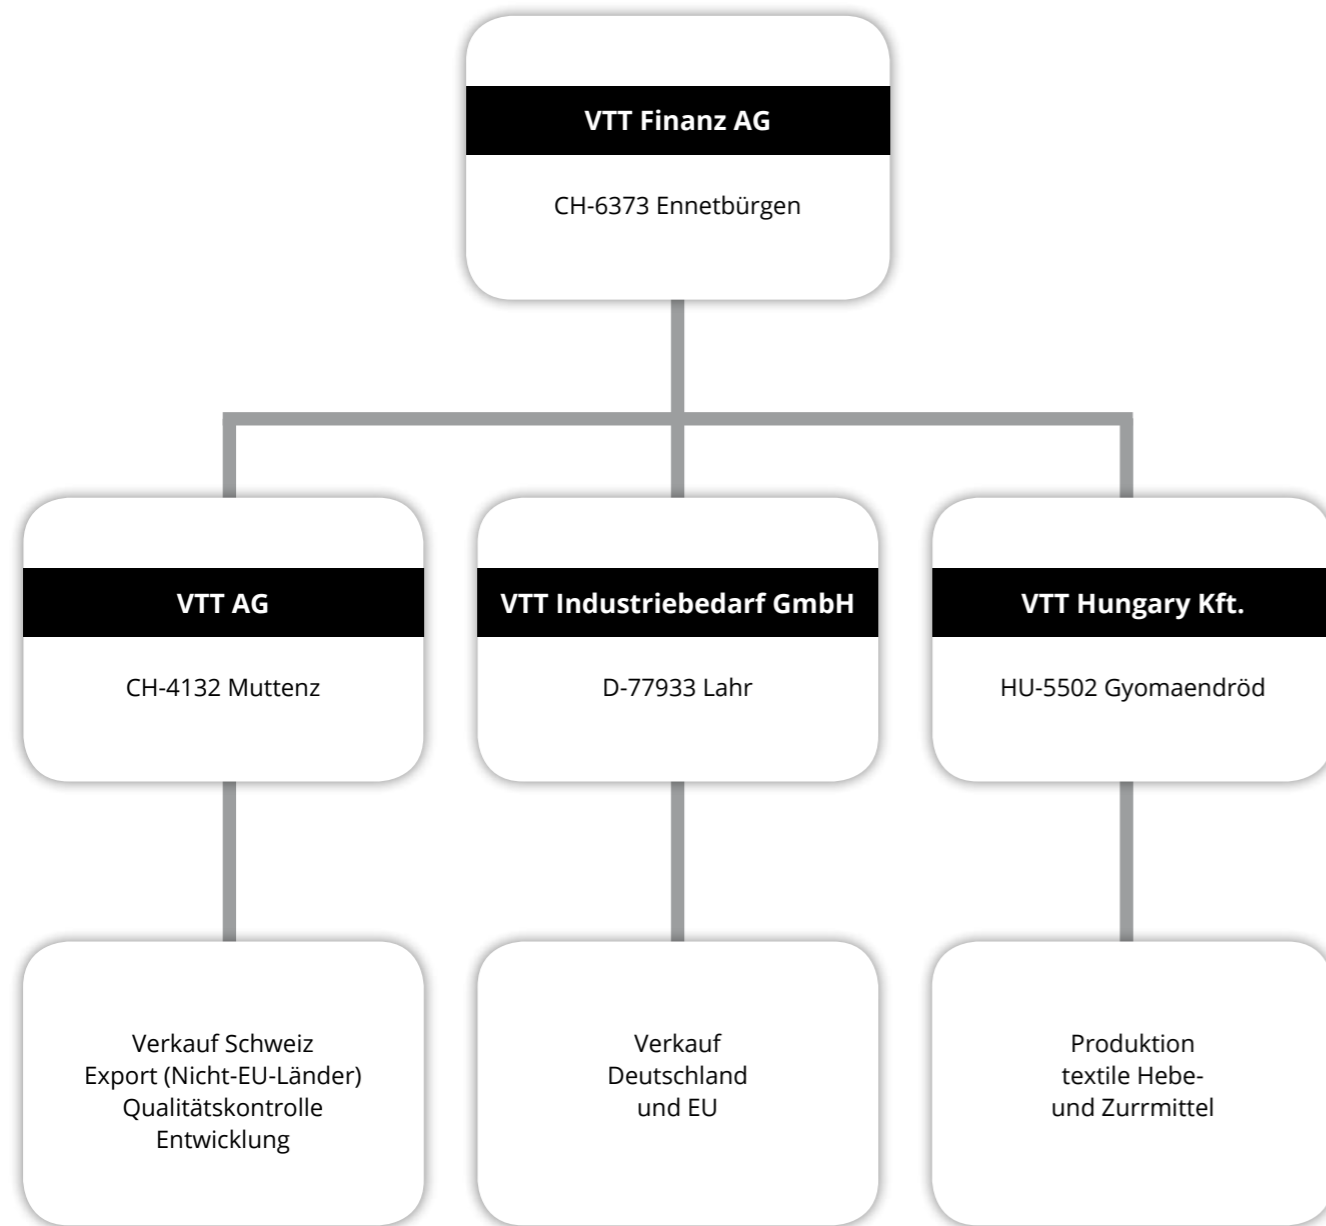 VTT Finanz AG
CH-6373 Ennetbürgen
VTT AG
CH-4132 Muttenz
VTT Industriebedarf GmbH
D-77933 Lahr
VTT Hungary Kft.
HU-5502 Gyomaendröd
Verkauf Schweiz
Export (Nicht-EU-Länder)
Qualitätskontrolle
Entwicklung
Verkauf
Deutschland
und EU
Produktion
textile Hebe-
und Zurrmittel